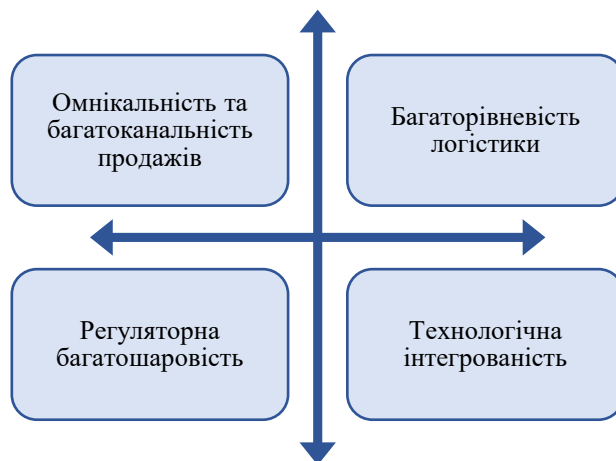 Омнікальність та
багатоканальність
продажів
Багаторівневість
логістики
Регуляторна
багатошаровість
Технологічна
інтегрованість